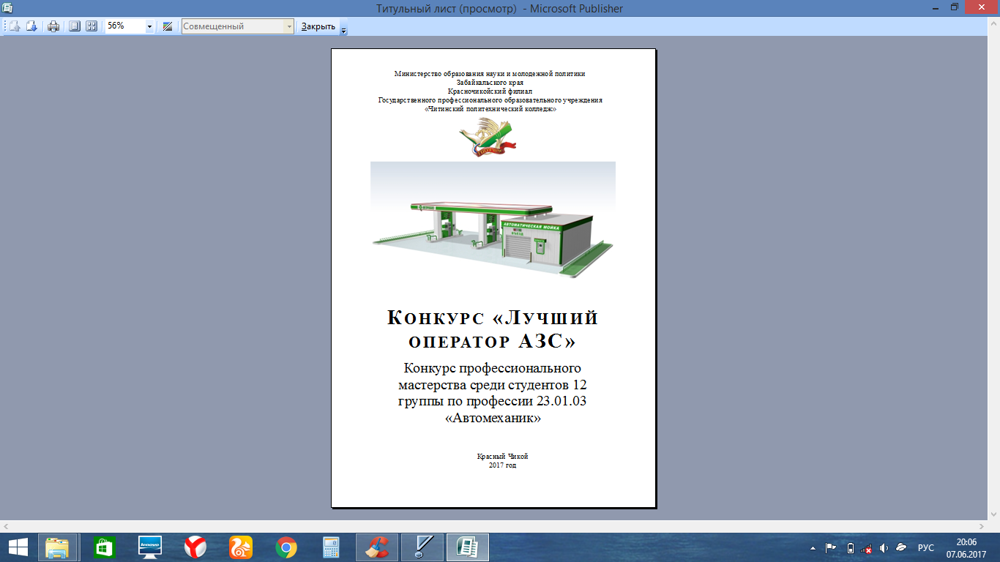 Титульный лист (просмотр) - Microsoft Publisher
56%
Совмещенный
Закрыть
Министерство образования науки и молодежной политики
Забайкальского края
Красночикойский филиал
Государственного профессионального образовательного учреждения
«Читинский политехнический колледж»
АВТОМАТИЧЕСКАЯ МОЙКА
ВЪЕЗД
Конкурс «Лучший
оператор АЗС»
Конкурс профессионального
мастерства среди студентов 12
группы по профессии 23.01.03
«Автомеханик»
Красный Чикой
2017 год
lenovo
РУС
20:06
07.06.2017